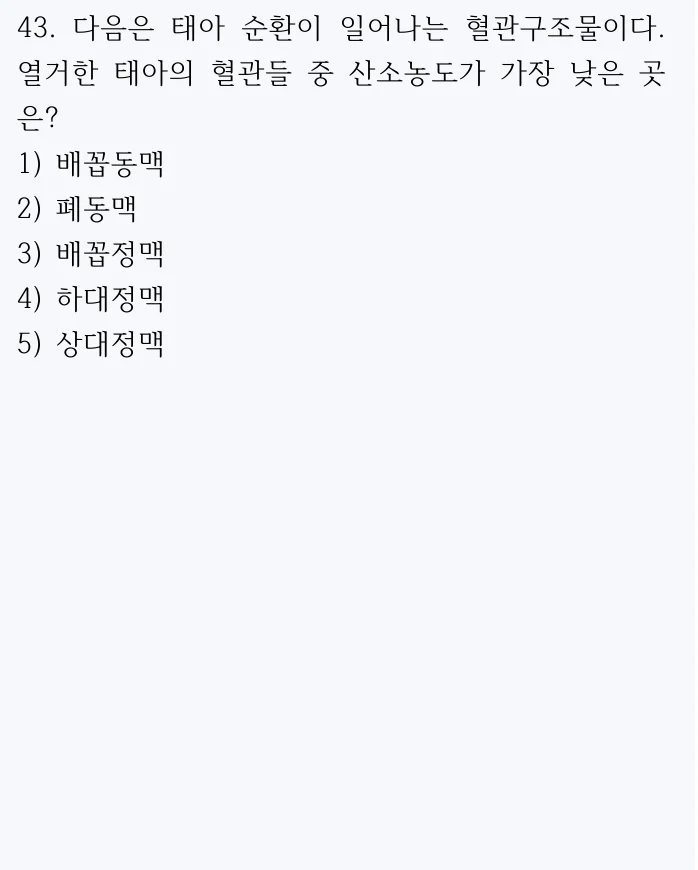 43. 다음은 태아 순환이 일어나는 혈관구조물이다.
열거한 태아의 혈관들 중 산소농도가 가장 낮은 곳
은?
1) 배꼽동맥
2) 폐동맥
3) 배꼽정맥
4) 하대정맥
5) 상대정맥